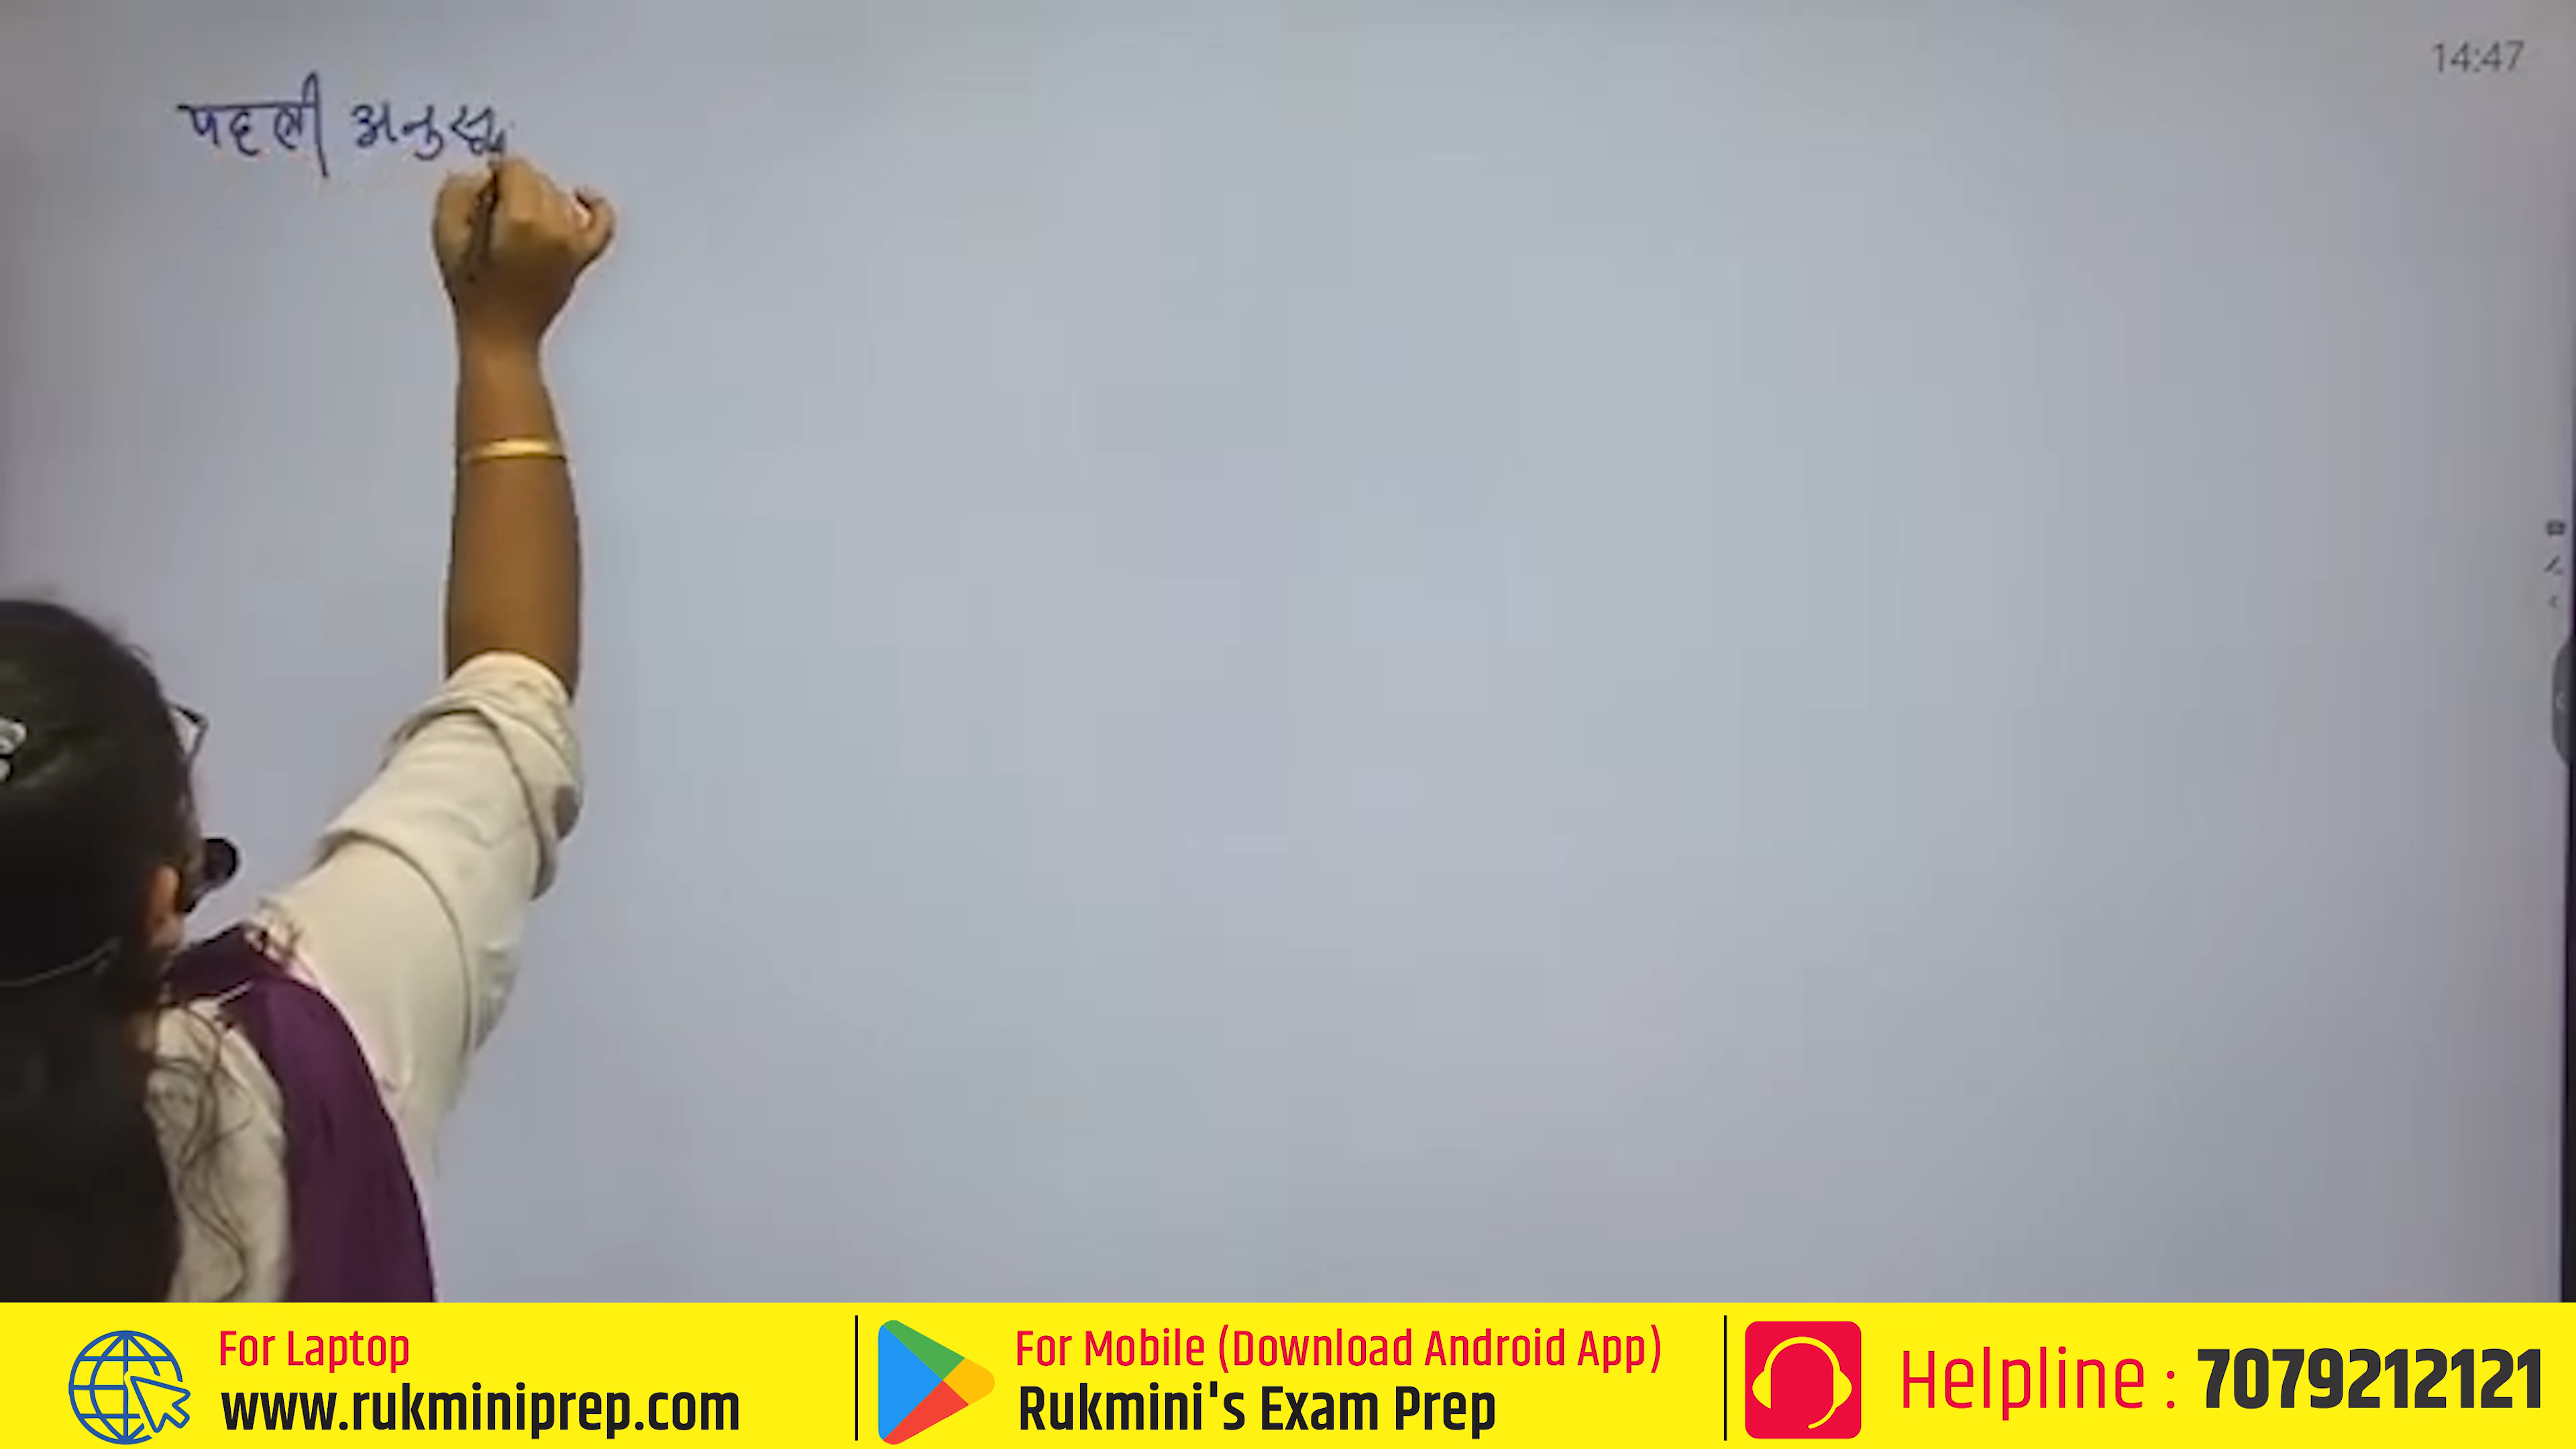 14:47
पहली अनुसू
For Laptop
www.rukminiprep.com
For Mobile (Download Android App)
Rukmini's Exam Prep
Helpline : 7079212121